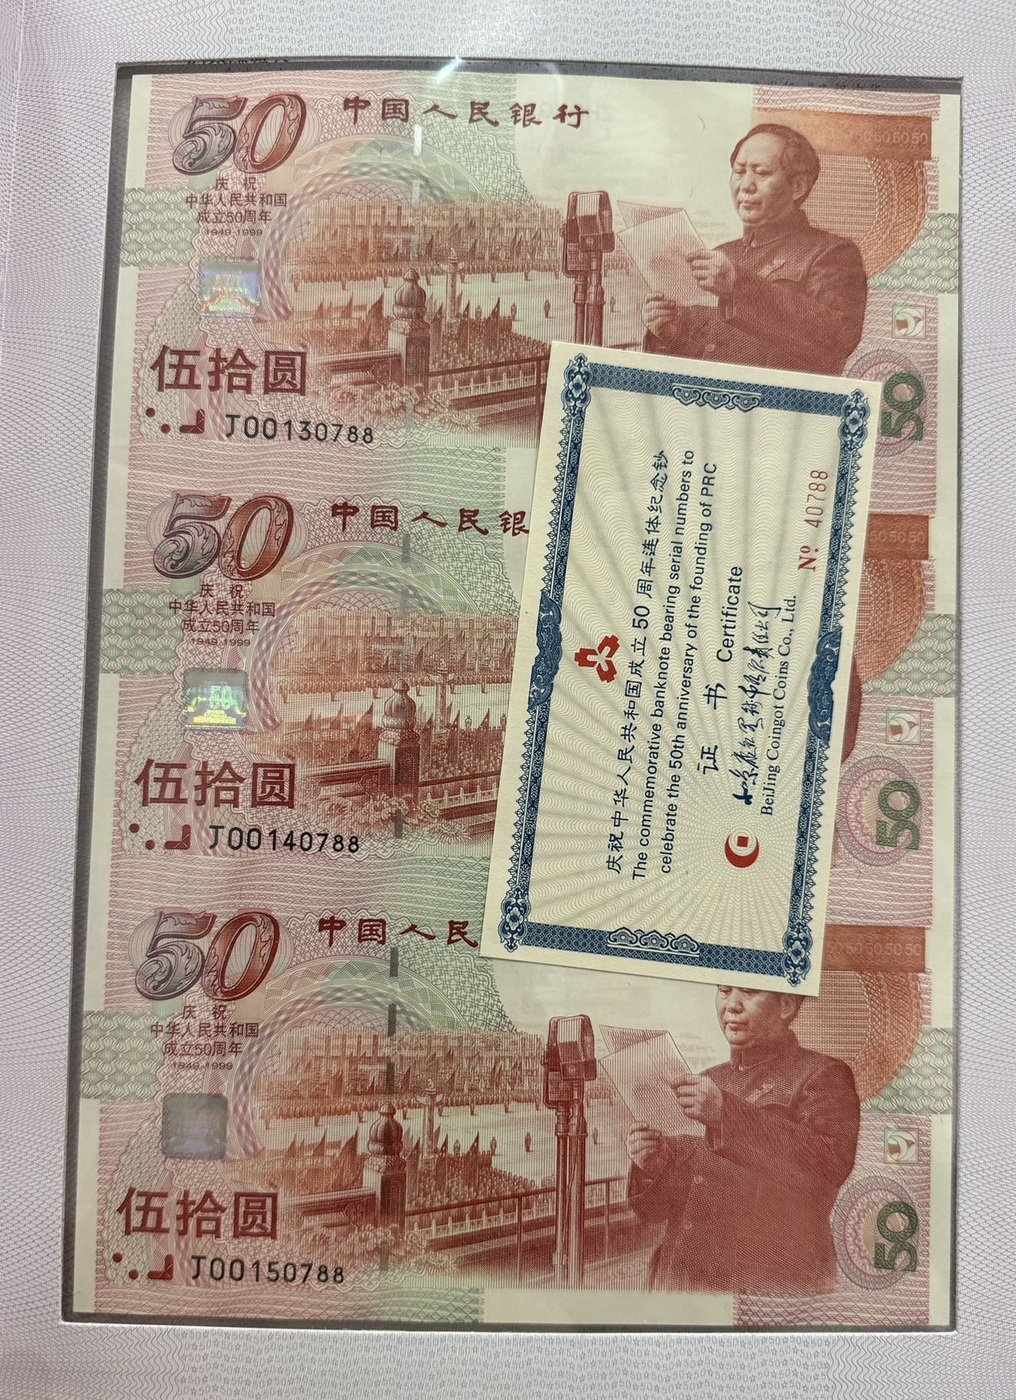 50 中国人民银行
庆 祝
中华人民共和国
成立50周年
1949-1999
伍拾圆
J00130788
50
50 中国人民银
庆 祝
中华人民共和国
成立50周年
1949-1999
50
伍拾圆
J00140788
50
50 中国人民
庆 祝
中华人民共和国
成立50周年
1949-1999
伍拾圆
J00150788
50
庆祝中华人民共和国成立 50 周年连体纪念钞
The commemorative banknote bearing serial numbers to
celebrate the 50th anniversary of the founding of PRC
证 书 Certificate
BeiJing Coingot Coins Co., Ltd.
Nº 40788